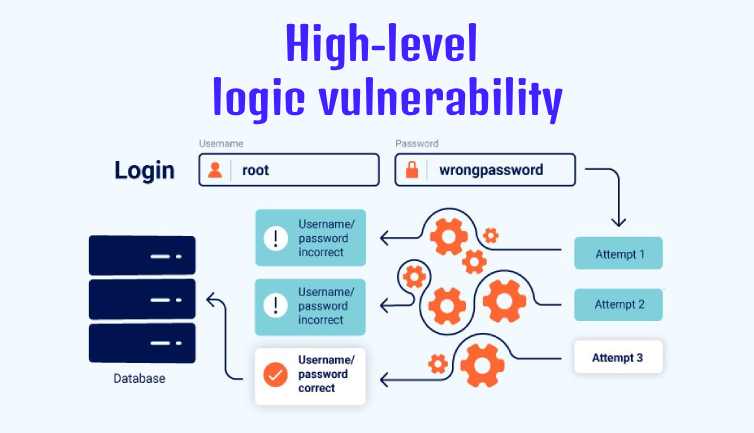 High-level
logic vulnerability
Username
Password
Login
root
wrongpassword
Username/
password
incorrect
Attempt 1
Username/
password
incorrect
Attempt 2
Username/
password
correct
Attempt 3
Database